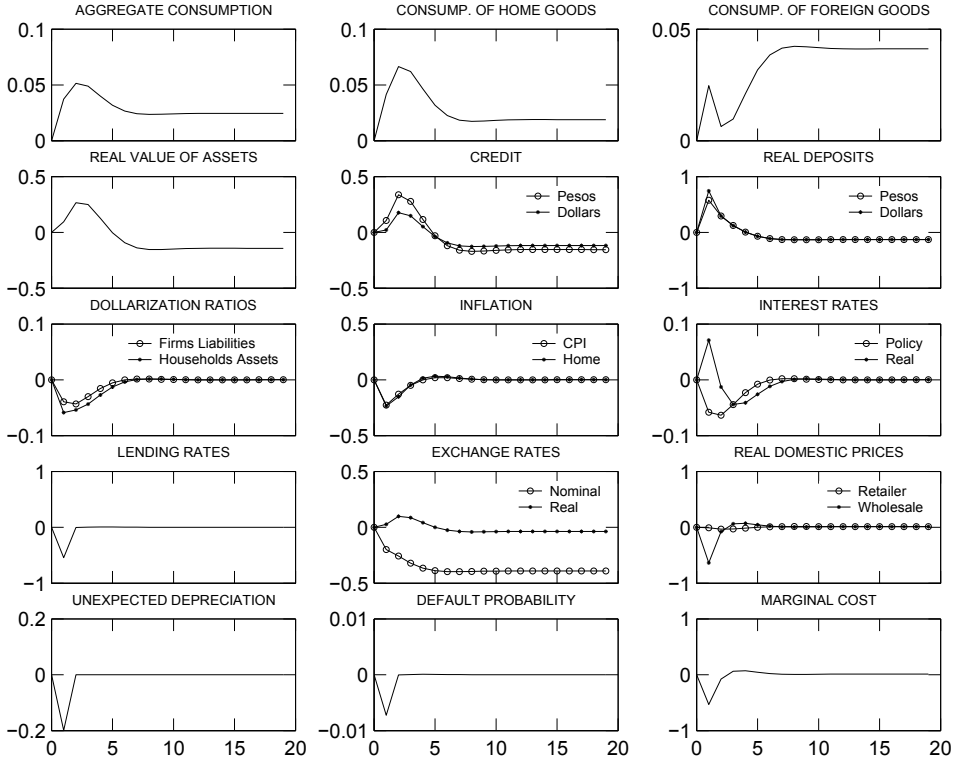 AGGREGATE CONSUMPTION
0.1
0.05
0
CONSUMP. OF HOME GOODS
0.1
0.05
0
CONSUMP. OF FOREIGN GOODS
0.05
0
REAL VALUE OF ASSETS
0.5
0
−0.5
CREDIT
0.5
0
−0.5
Pesos
Dollars
REAL DEPOSITS
1
0
−1
Pesos
Dollars
DOLLARIZATION RATIOS
0.1
0
−0.1
Firms Liabilities
Households Assets
INFLATION
0.5
0
−0.5
CPI
Home
INTEREST RATES
0.1
0
−0.1
Policy
Real
LENDING RATES
1
0
−1
EXCHANGE RATES
0.5
0
−0.5
Nominal
Real
REAL DOMESTIC PRICES
1
0
−1
Retailer
Wholesale
UNEXPECTED DEPRECIATION
0.2
0
−0.2
0 5 10 15 20
DEFAULT PROBABILITY
0.01
0
−0.01
0 5 10 15 20
MARGINAL COST
1
0
−1
0 5 10 15 20